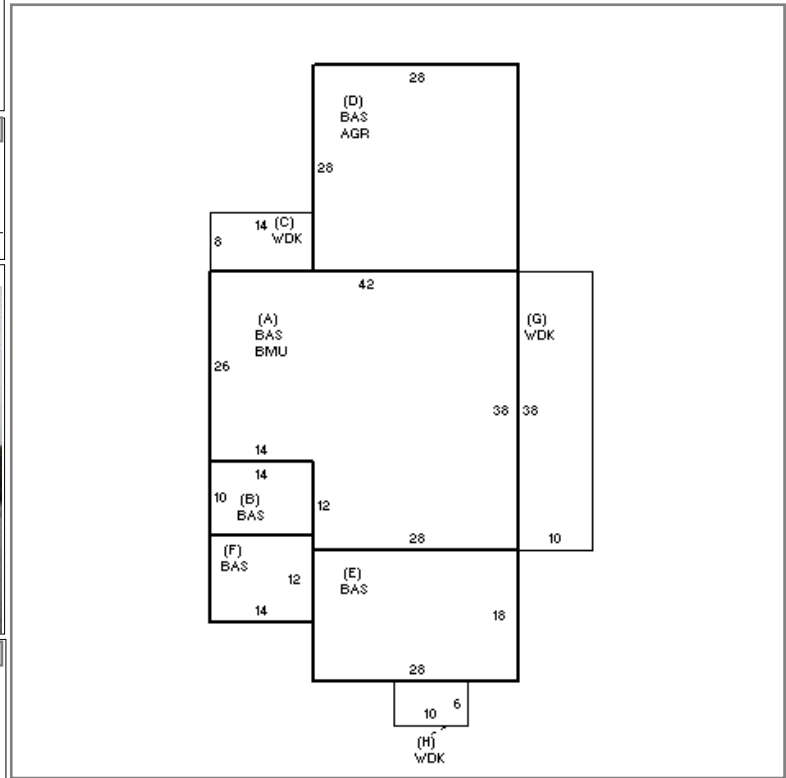 28
(D)
BAS
AGR
28
14 (C)
WDK
8
42
(A)
BAS
BMU
(G)
WDK
26
38 38
14
14
10 (B)
BAS
12
28
10
(F)
BAS
12
(E)
BAS
14
18
28
6
10
(H)
WDK